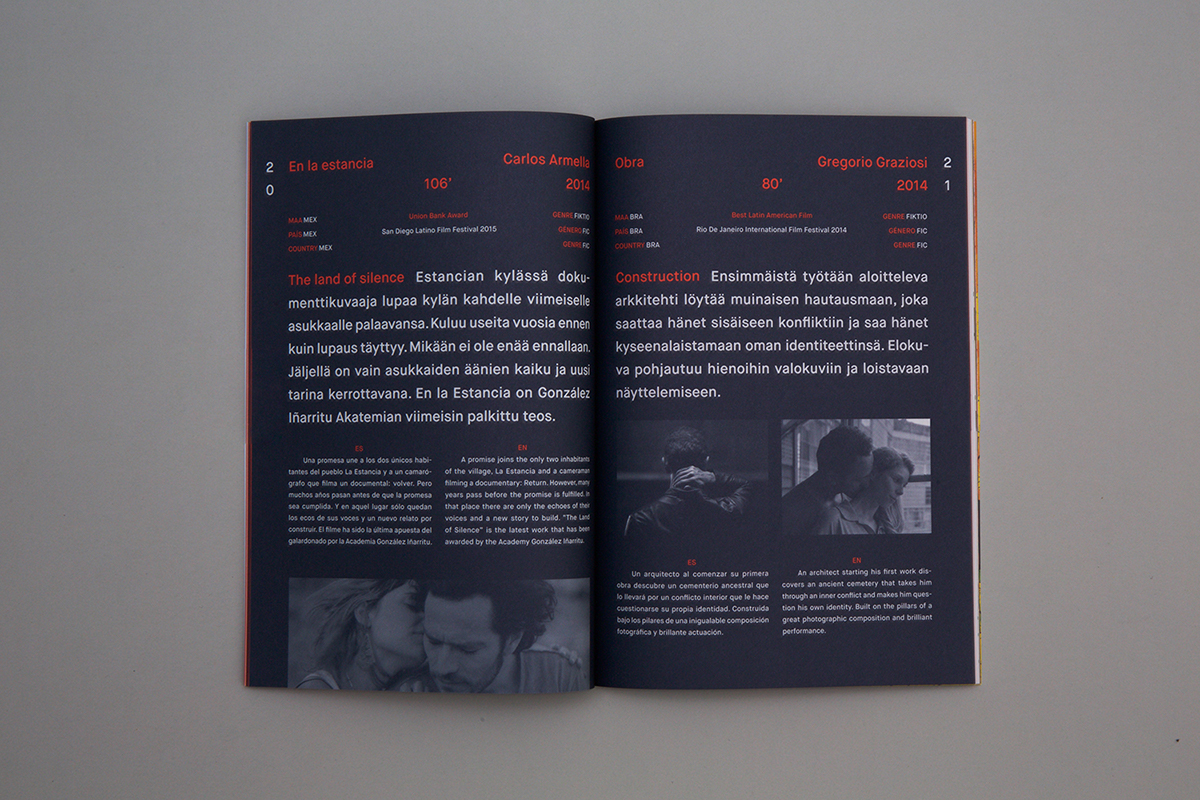 2
0
En la estancia
Carlos Armella
106’
2014
MAA MEX
PAÍS MEX
COUNTRY MEX
Union Bank Award
San Diego Latino Film Festival 2015
GENRE FIKTIO
GÉNERO FIC
GENRE FIC
The land of silence Estancian kylässä doku-
menttikuvaaja lupaa kylän kahdelle viimeiselle
asukkaalle palaavansa. Kuluu useita vuosia ennen
kuin lupaus täyttyy. Mikään ei ole enää ennallaan.
Jäljellä on vain asukkaiden äänien kaiku ja uusi
tarina kerrottavana. En la Estancia on González
Iñarritu Akatemian viimeisin palkittu teos.
ES
Una promesa une a los dos únicos habi-
tantes del pueblo La Estancia y a un camaró-
grafo que filma un documental: volver. Pero
muchos años pasan antes de que la promesa
sea cumplida. Y en aquel lugar sólo quedan
los ecos de sus voces y un nuevo relato por
construir. El filme ha sido la última apuesta del
galardonado por la Academia González Iñarritu.
EN
A promise joins the only two inhabitants
of the village, La Estancia and a cameraman
filming a documentary: Return. However, many
years pass before the promise is fulfilled. In
that place there are only the echoes of their
voices and a new story to build. “The Land
of Silence” is the latest work that has been
awarded by the Academy González Iñarritu.
Obra
Gregorio Graziosi
2
1
80’
2014
MAA BRA
PAÍS BRA
COUNTRY BRA
Best Latin American Film
Rio De Janeiro International Film Festival 2014
GENRE FIKTIO
GÉNERO FIC
GENRE FIC
Construction Ensimmäistä työtään aloitteleva
arkkitehti löytää muinaisen hautausmaan, joka
saattaa hänet sisäiseen konfliktiin ja saa hänet
kyseenalaistamaan oman identiteettinsä. Eloku-
va pohjautuu hienoihin valokuviin ja loistavaan
näyttelemiseen.
ES
Un arquitecto al comenzar su primera
obra descubre un cementerio ancestral que
lo llevará por un conflicto interior que le hace
cuestionarse su propia identidad. Construida
bajo los pilares de una inigualable composición
fotográfica y brillante actuación.
EN
An architect starting his first work dis-
covers an ancient cemetery that takes him
through an inner conflict and makes him ques-
tion his own identity. Built on the pillars of a
great photographic composition and brilliant
performance.